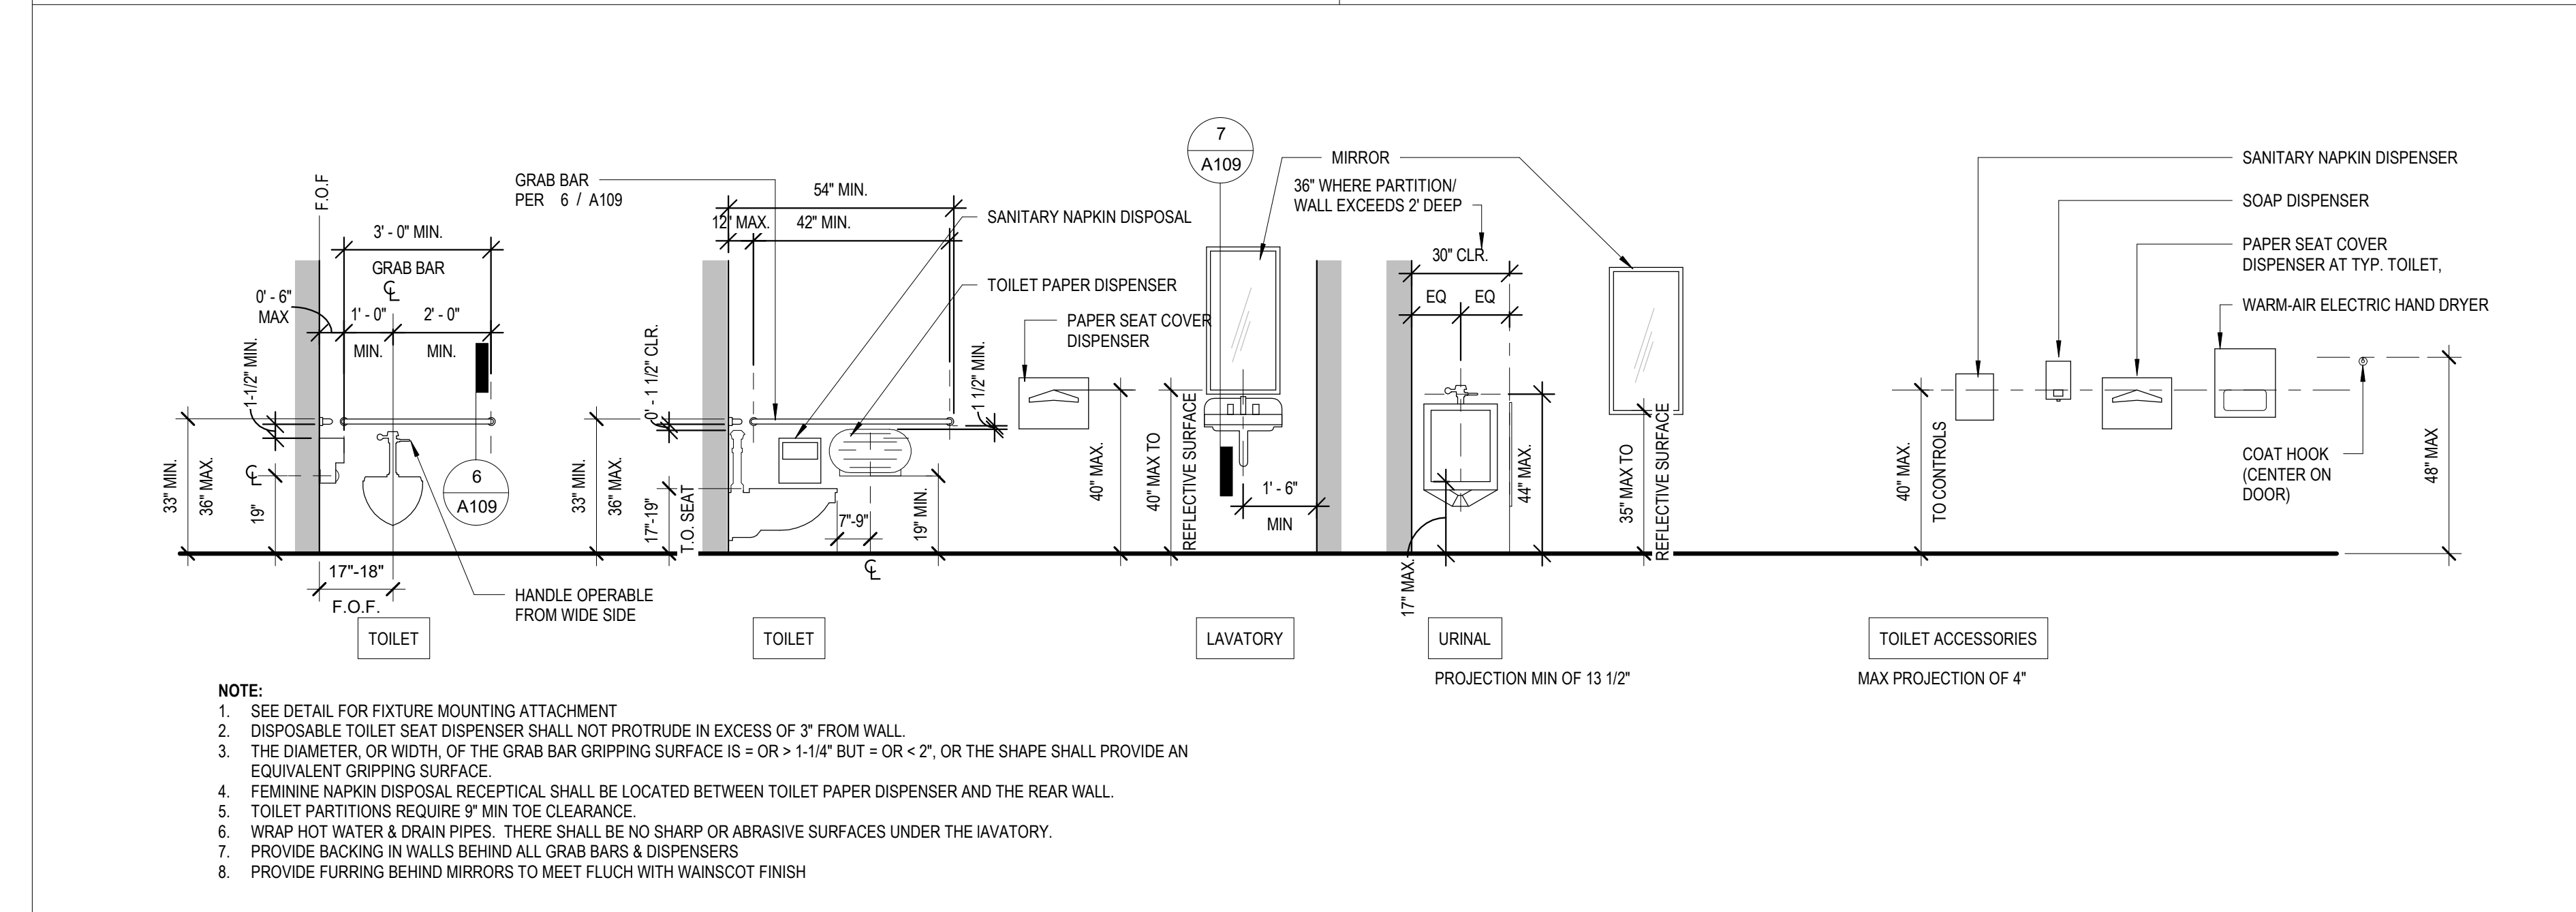 F.O.F
3' - 0" MIN.
GRAB BAR
CL
0' - 6"
MAX
1' - 0"
2' - 0"
MIN.
MIN.
1-1/2" MIN.
33" MIN.
36" MAX.
CL
19"
6
A109
17"-18"
F.O.F.
HANDLE OPERABLE
FROM WIDE SIDE
TOILET
GRAB BAR
PER 6 / A109
54" MIN.
12" MAX.
42" MIN.
SANITARY NAPKIN DISPOSAL
TOILET PAPER DISPENSER
PAPER SEAT COVER
DISPENSER
0' - 1 1/2" CLR.
1 1/2" MIN.
33" MIN.
36" MAX.
17"-19"
T.O. SEAT
7"-9"
CL
19" MIN.
40" MAX.
TOILET
7
A109
MIRROR
36" WHERE PARTITION/
WALL EXCEEDS 2' DEEP
40" MAX TO
REFLECTIVE SURFACE
1' - 6"
MIN
LAVATORY
30" CLR.
EQ
EQ
17" MAX.
44" MAX.
URINAL
PROJECTION MIN OF 13 1/2"
35" MAX TO
REFLECTIVE SURFACE
SANITARY NAPKIN DISPENSER
SOAP DISPENSER
PAPER SEAT COVER
DISPENSER AT TYP. TOILET,
WARM-AIR ELECTRIC HAND DRYER
40" MAX.
TO CONTROLS
COAT HOOK
(CENTER ON
DOOR)
48" MAX
TOILET ACCESSORIES
MAX PROJECTION OF 4"
NOTE:
1. SEE DETAIL FOR FIXTURE MOUNTING ATTACHMENT
2. DISPOSABLE TOILET SEAT DISPENSER SHALL NOT PROTRUDE IN EXCESS OF 3" FROM WALL.
3. THE DIAMETER, OR WIDTH, OF THE GRAB BAR GRIPPING SURFACE IS = OR > 1-1/4" BUT = OR < 2", OR THE SHAPE SHALL PROVIDE AN
EQUIVALENT GRIPPING SURFACE.
4. FEMININE NAPKIN DISPOSAL RECEPTICAL SHALL BE LOCATED BETWEEN TOILET PAPER DISPENSER AND THE REAR WALL.
5. TOILET PARTITIONS REQUIRE 9" MIN TOE CLEARANCE.
6. WRAP HOT WATER & DRAIN PIPES. THERE SHALL BE NO SHARP OR ABRASIVE SURFACES UNDER THE lAVATORY.
7. PROVIDE BACKING IN WALLS BEHIND ALL GRAB BARS & DISPENSERS
8. PROVIDE FURRING BEHIND MIRRORS TO MEET FLUCH WITH WAINSCOT FINISH